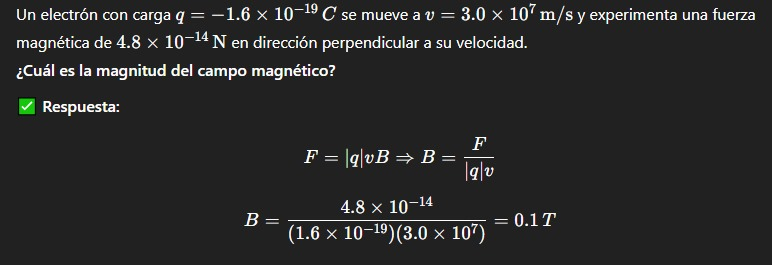 Un electrón con carga q = −1.6 × 10⁻¹⁹ C se mueve a v = 3.0 × 10⁷ m/s y experimenta una fuerza
magnética de 4.8 × 10⁻¹⁴ N en dirección perpendicular a su velocidad.
¿Cuál es la magnitud del campo magnético?
✅ Respuesta:
F = |q|vB ⇒ B = F / |q|v
B = 4.8 × 10⁻¹⁴ / (1.6 × 10⁻¹⁹)(3.0 × 10⁷) = 0.1 T